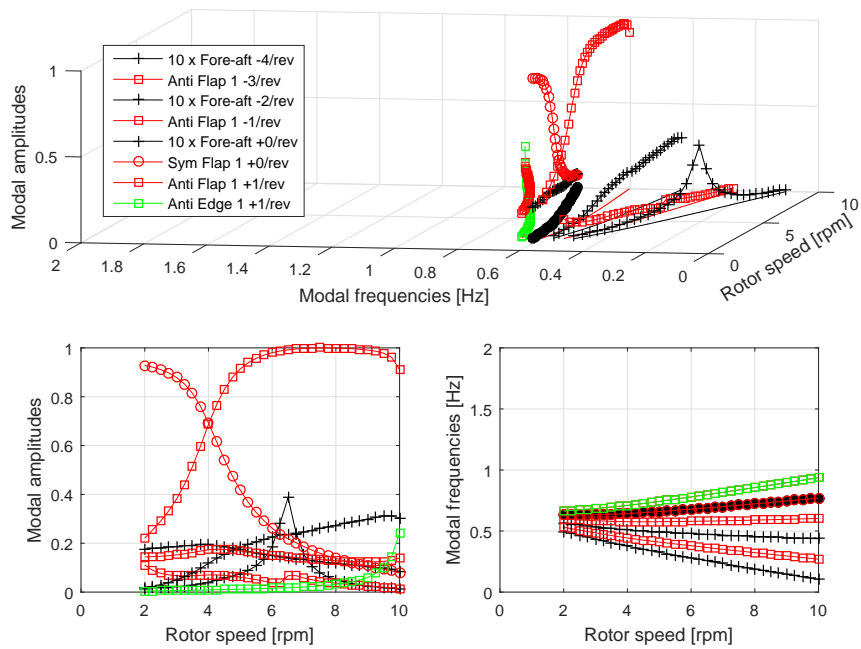 1
0.5
0
Modal amplitudes
10 x Fore-aft -4/rev
Anti Flap 1 -3/rev
10 x Fore-aft -2/rev
Anti Flap 1 -1/rev
10 x Fore-aft +0/rev
Sym Flap 1 +0/rev
Anti Flap 1 +1/rev
Anti Edge 1 +1/rev
2
1.8
1.6
1.4
1.2
1
0.8
0.6
0.4
0.2
0
Modal frequencies [Hz]
0
5
10
Rotor speed [rpm]
1
0.8
0.6
0.4
0.2
0
Modal amplitudes
0
2
4
6
8
10
Rotor speed [rpm]
2
1.5
1
0.5
0
Modal frequencies [Hz]
0
2
4
6
8
10
Rotor speed [rpm]